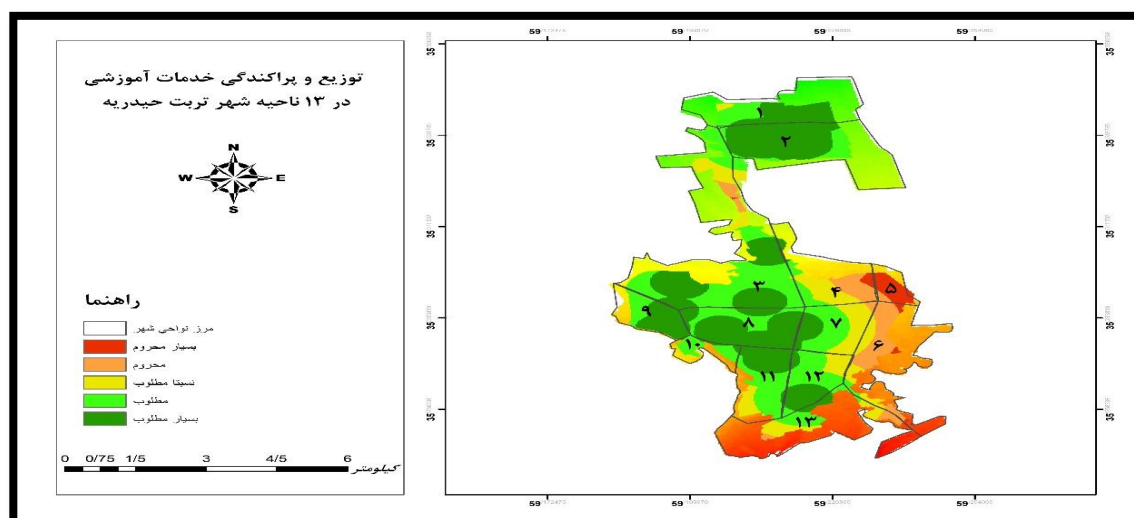 توزیع و پراکندگی خدمات آموزشی
در ۱۳ ناحیه شهر تربت حیدریه
N
W E
S
راهنما
مرز نواحی شهر
بسیار محروم
محروم
نسبتا مطلوب
مطلوب
بسیار مطلوب
0 0/75 1/5 3 4/5 6
کیلومتر
۱
۲
۳
۴
۵
۹
۸
۷
۱۰
۶
۱۱
۱۲
۱۳